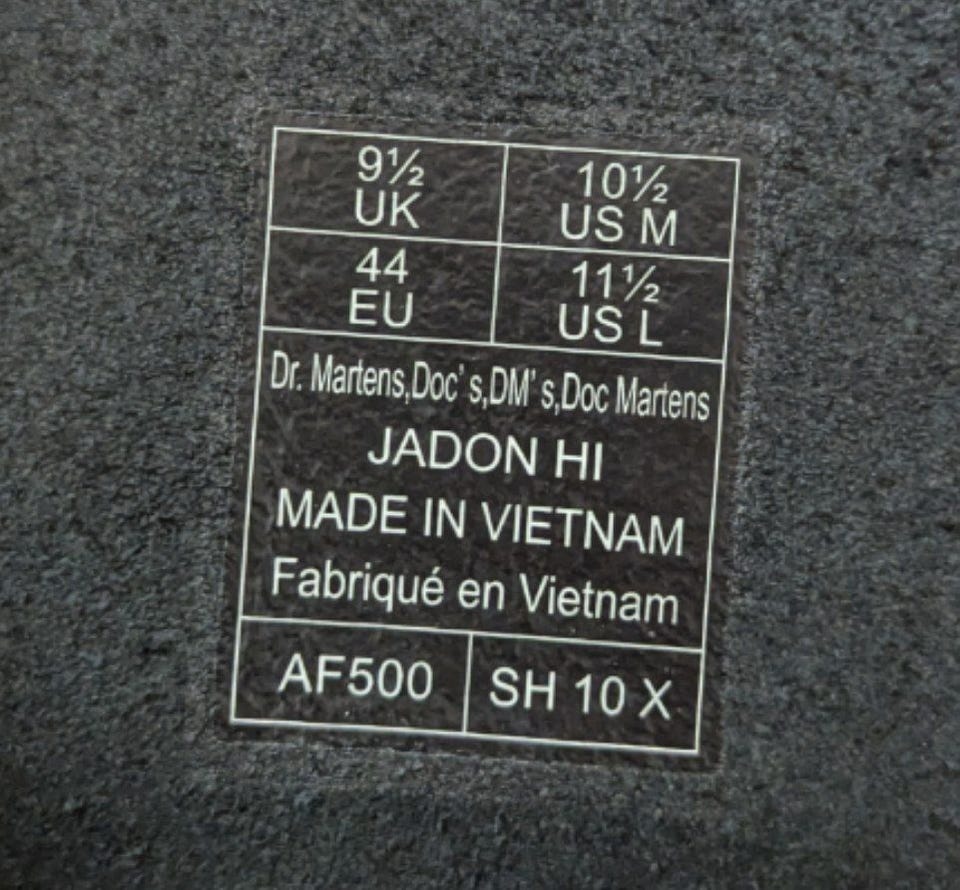 9½ UK
10½ US M
44 EU
11½ US L
Dr. Martens,Doc's,DM's,Doc Martens
JADON HI
MADE IN VIETNAM
Fabriqué en Vietnam
AF500
SH 10 X